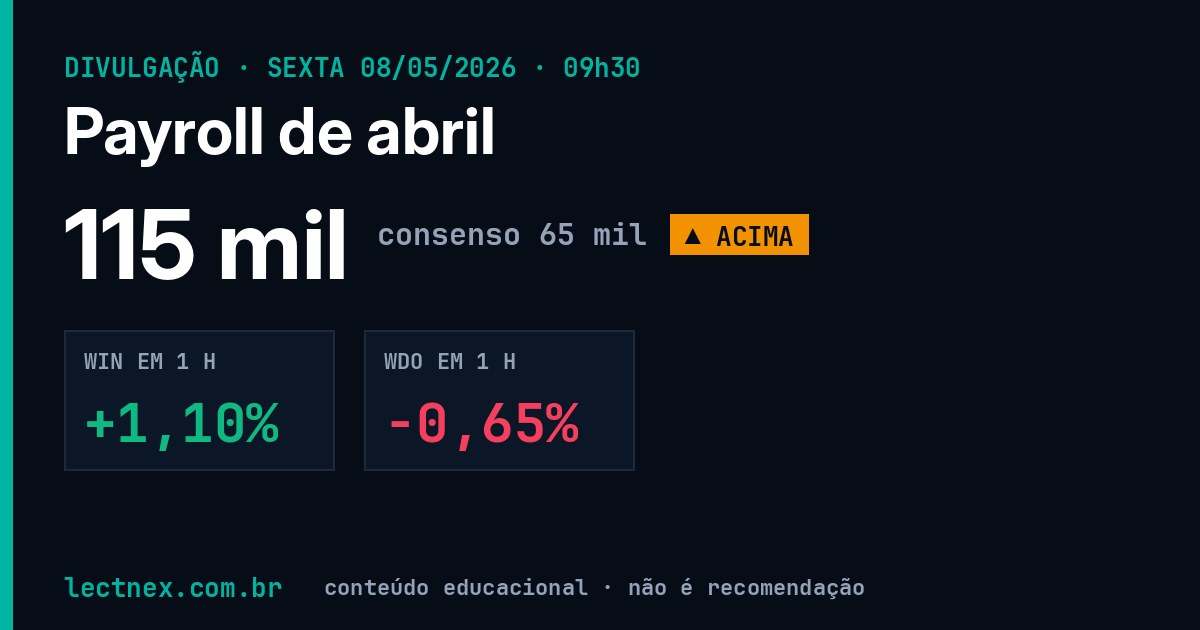 DIVULGAÇÃO · SEXTA 08/05/2026 · 09h30
Payroll de abril
115 mil consenso 65 mil ▲ ACIMA
WIN EM 1 H
+1,10%
WDO EM 1 H
-0,65%
lectnex.com.br conteúdo educacional · não é recomendação